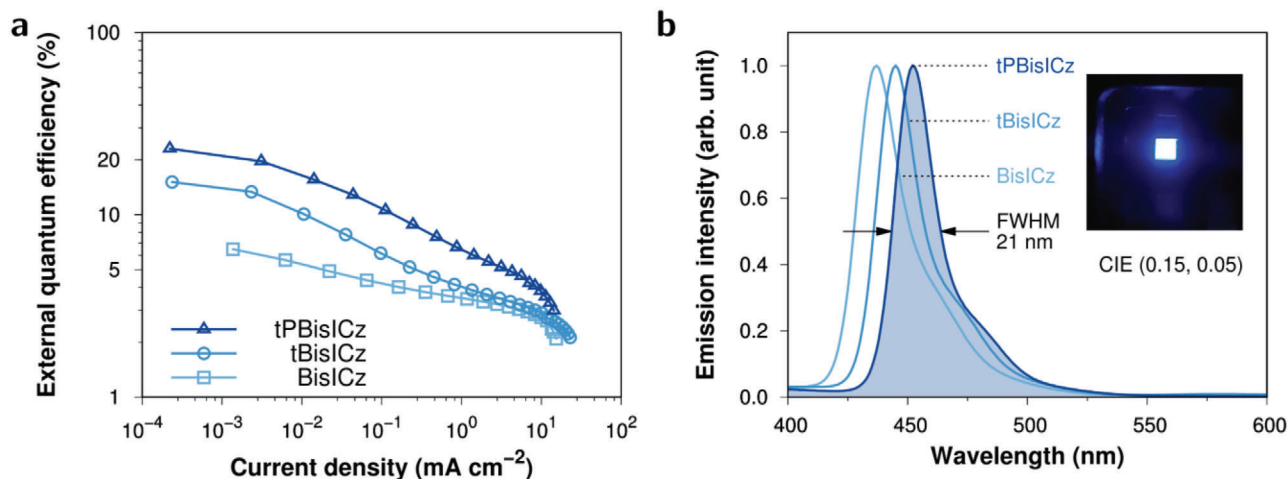 a
External quantum efficiency (%)
100
20
10
5
1
tPBisICz
tBisICz
BisICz
10⁻⁴
10⁻³
10⁻²
10⁻¹
10⁰
10¹
10²
Current density (mA cm⁻²)
b
Emission intensity (arb. unit)
1.0
0.8
0.6
0.4
0.2
0.0
tPBisICz
tBisICz
BisICz
FWHM
21 nm
CIE (0.15, 0.05)
400
425
450
500
550
575
600
Wavelength (nm)